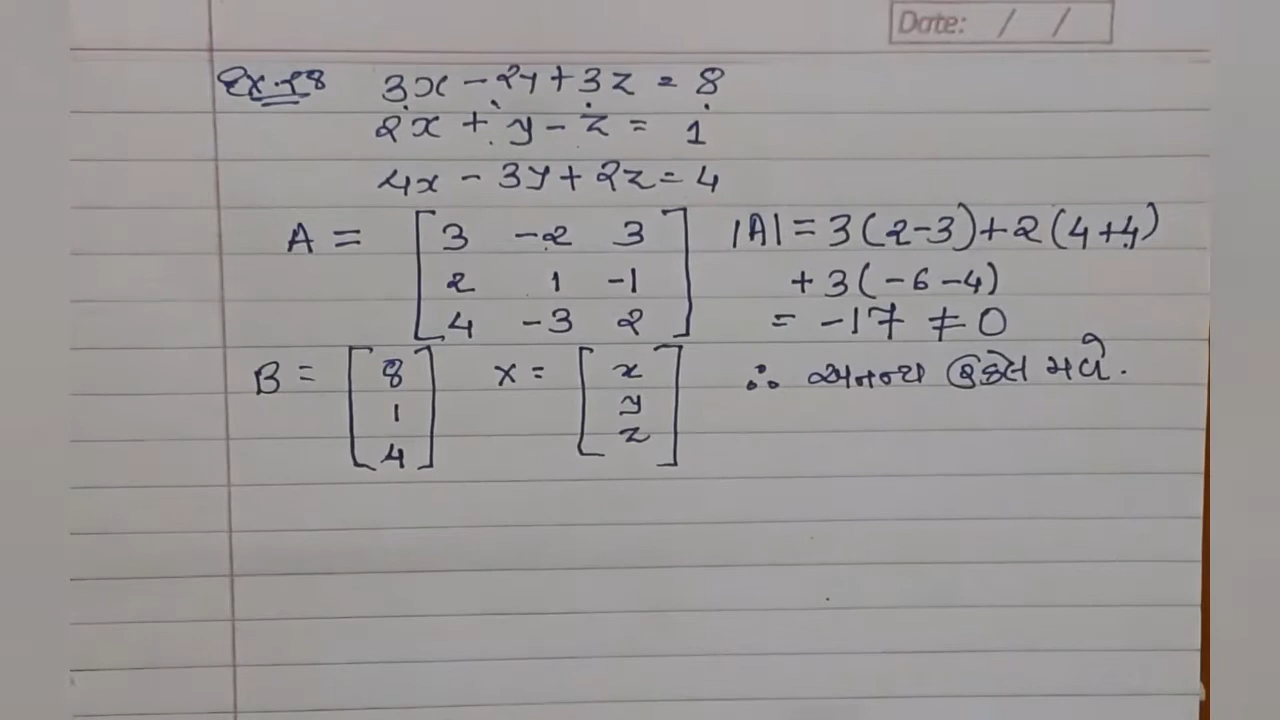 Date: / /
Ex.28 3x - 2y + 3z = 8
2x + y - z = 1
4x - 3y + 2z = 4
A = [3 -2 3 |A| = 3(2-3)+2(4+4)
2 1 -1 + 3(-6-4)
4 -3 2] = -17 ≠ 0
B = [8 1 4] X = [x y z] ∴ અનન્ય ઉકેલ મળે.